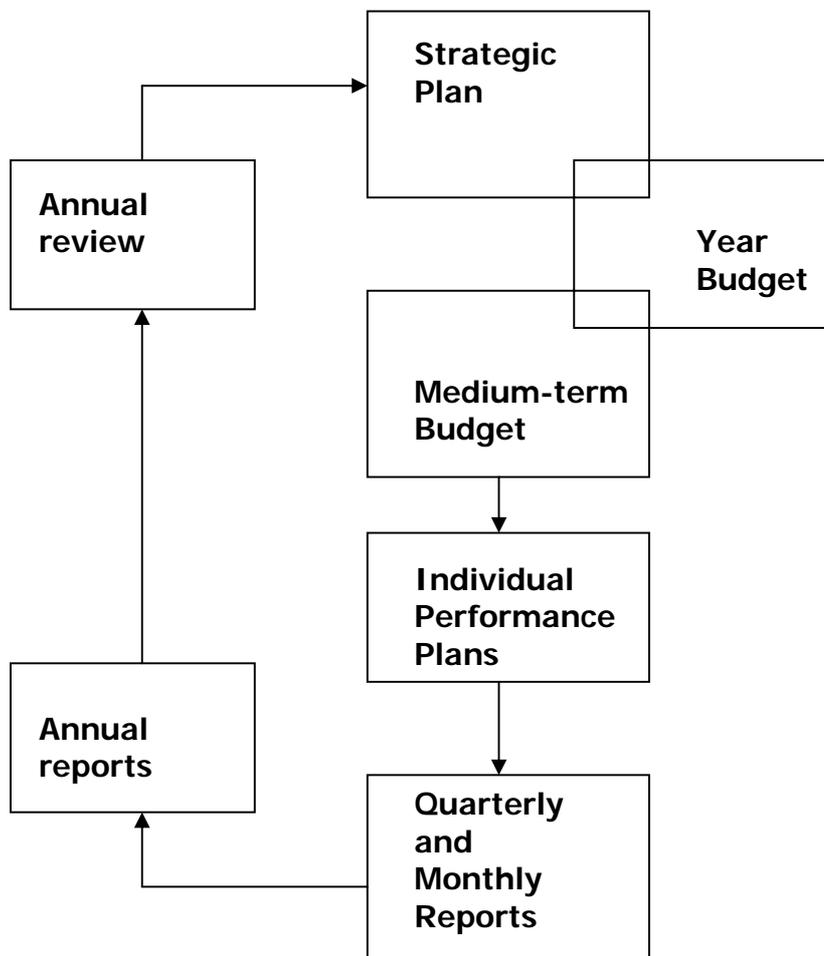 Strategic
Plan
Annual
review
Year
Budget
Medium-term
Budget
Individual
Performance
Plans
Annual
reports
Quarterly
and
Monthly
Reports